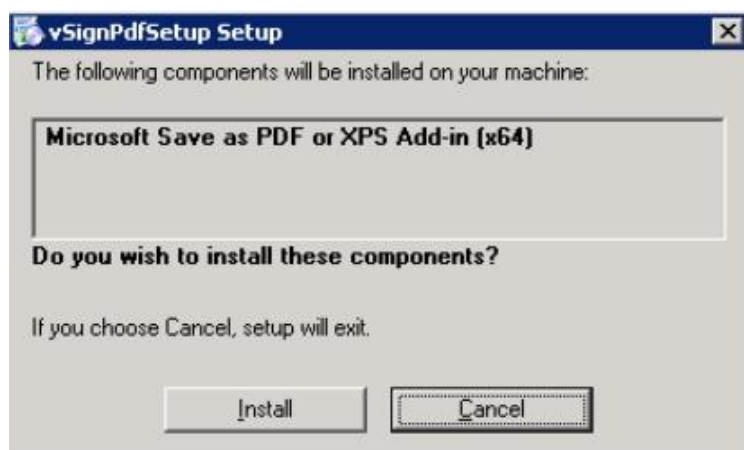 vSignPdfSetup Setup
The following components will be installed on your machine:
Microsoft Save as PDF or XPS Add-in (x64)
Do you wish to install these components?
If you choose Cancel, setup will exit.
Install
Cancel